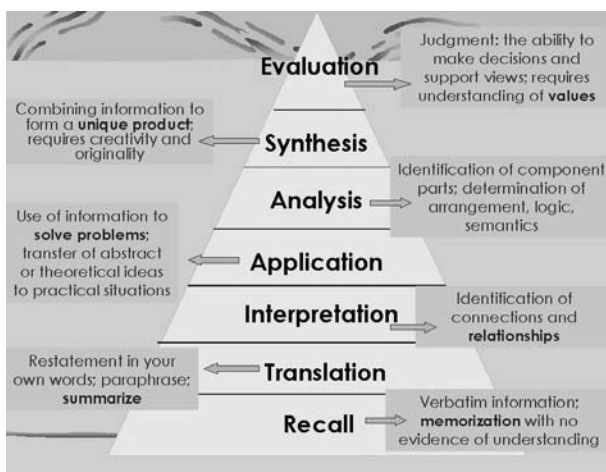 Evaluation
Judgment: the ability to
make decisions and
support views; requires
understanding of values
Combining information to
form a unique product;
requires creativity and
originality
Synthesis
Analysis
Identification of component
parts; determination of
arrangement, logic,
semantics
Use of information to
solve problems;
transfer of abstract
or theoretical ideas
to practical situations
Application
Interpretation
Identification of
connections and
relationships
Restatement in your
own words; paraphrase;
summarize
Translation
Recall
Verbatim information;
memorization with no
evidence of understanding